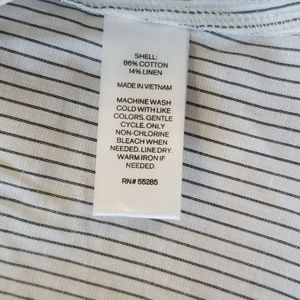 SHELL:
86% COTTON
14% LINEN
MADE IN VIETNAM
MACHINE WASH
COLD WITH LIKE
COLORS. GENTLE
CYCLE. ONLY
NON-CHLORINE
BLEACH WHEN
NEEDED. LINE DRY.
WARM IRON IF
NEEDED.
RN# 55285